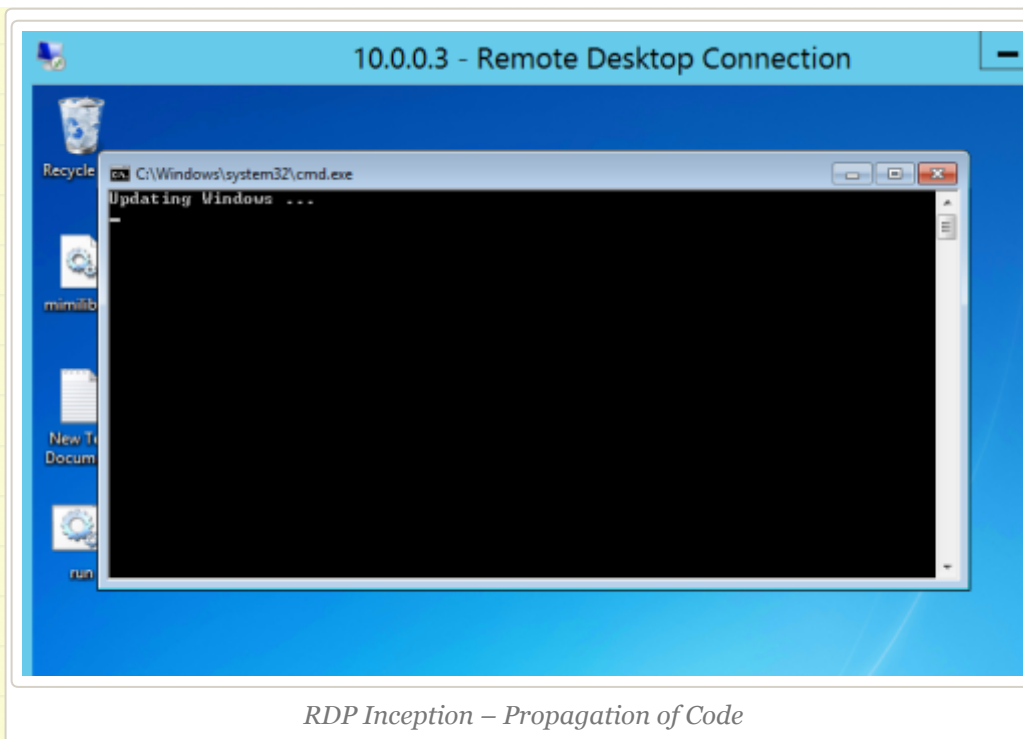 10.0.0.3 - Remote Desktop Connection
Recycle
C:\Windows\system32\cmd.exe
Updating Windows ...
mimilib
New Te
Docum
run
RDP Inception – Propagation of Code